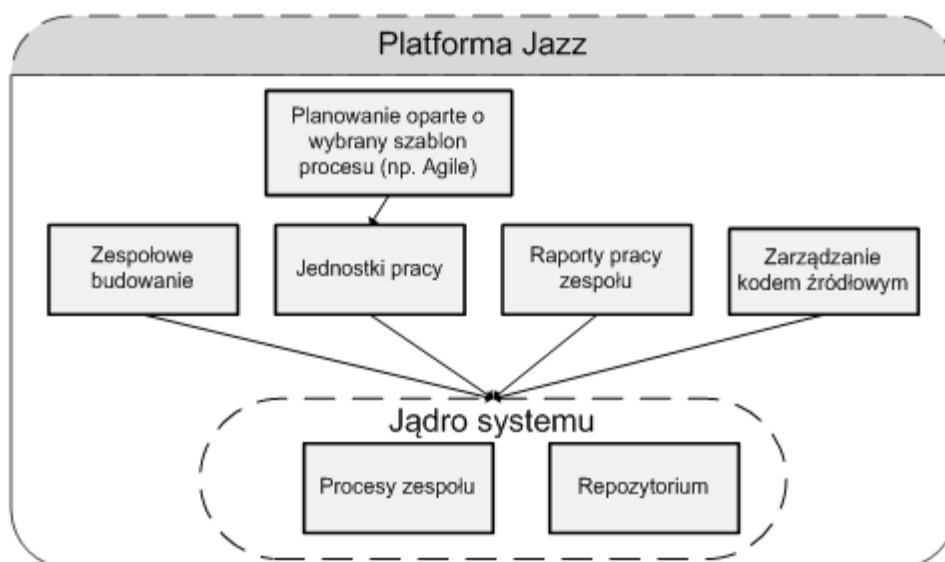 Platforma Jazz
Planowanie oparte o
wybrany szablon
procesu (np. Agile)
Zespołowe
budowanie
Jednostki pracy
Raporty pracy
zespołu
Zarządzanie
kodem źródłowym
Jądro systemu
Procesy zespołu
Repozytorium